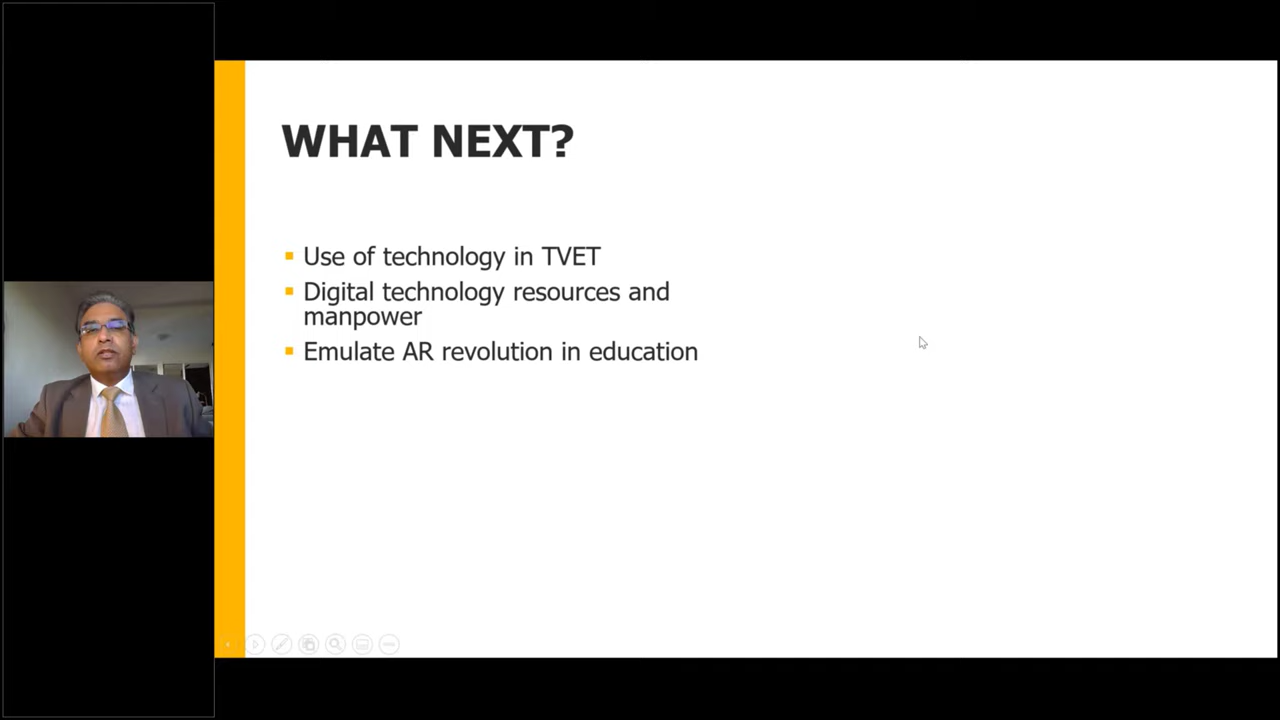 WHAT NEXT?
▪ Use of technology in TVET
▪ Digital technology resources and
manpower
▪ Emulate AR revolution in education